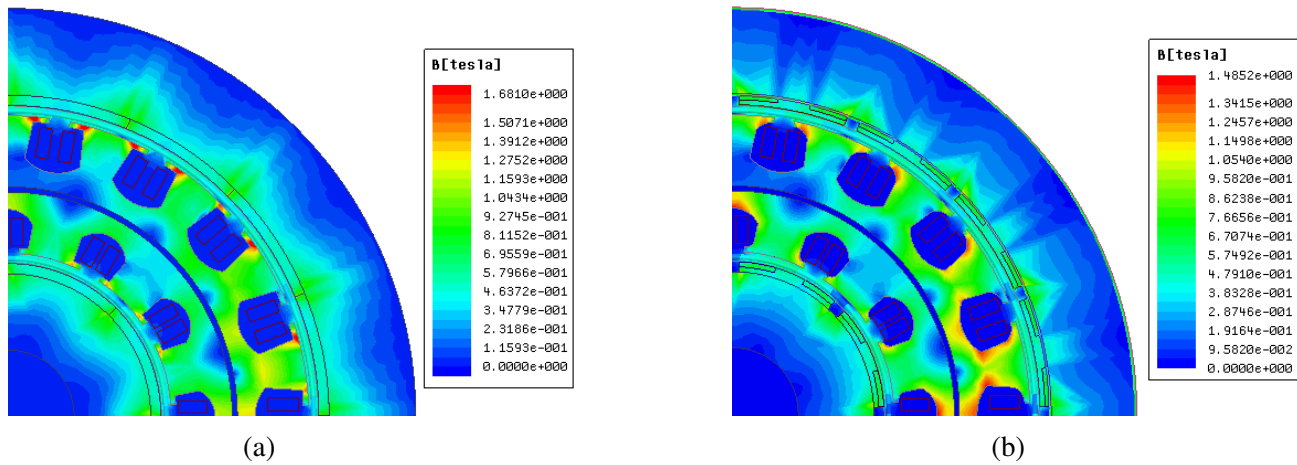 B[tesla]
1.6810e+000
1.5071e+000
1.3912e+000
1.2752e+000
1.1593e+000
1.0434e+000
9.2745e-001
8.1152e-001
6.9559e-001
5.7966e-001
4.6372e-001
3.4779e-001
2.3186e-001
1.1593e-001
0.0000e+000
(a)
B[tesla]
1.4852e+000
1.3415e+000
1.2457e+000
1.1498e+000
1.0540e+000
9.5820e-001
8.6238e-001
7.6656e-001
6.7074e-001
5.7492e-001
4.7910e-001
3.8328e-001
2.8746e-001
1.9164e-001
9.5820e-002
0.0000e+000
(b)